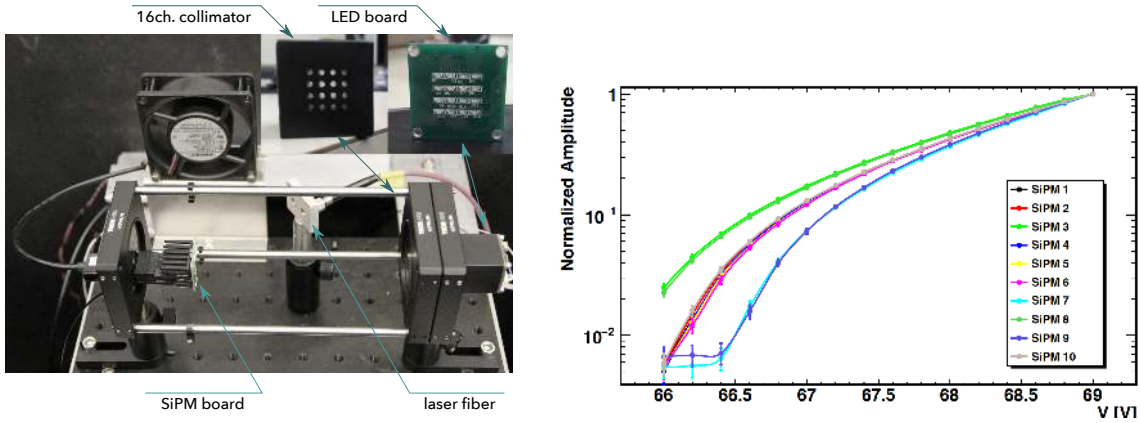 16ch. collimator
LED board
SiPM board
laser fiber
Normalized Amplitude
1
10⁻¹
10⁻²
66
66.5
67
67.5
68
68.5
69
V [V]
SiPM 1
SiPM 2
SiPM 3
SiPM 4
SiPM 5
SiPM 6
SiPM 7
SiPM 8
SiPM 9
SiPM 10